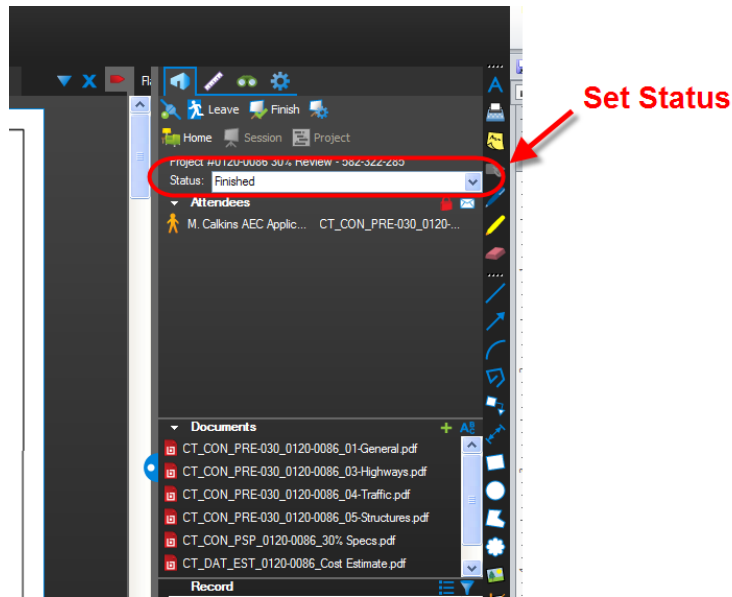 Set Status
Leave Finish
Home Session Project
Project #0120-0086 30% Review - 582-322-285
Status: Finished
Attendees
M. Calkins AEC Applic... CT_CON_PRE-030_0120-...
Documents
CT_CON_PRE-030_0120-0086_01-General.pdf
CT_CON_PRE-030_0120-0086_03-Highways.pdf
CT_CON_PRE-030_0120-0086_04-Traffic.pdf
CT_CON_PRE-030_0120-0086_05-Structures.pdf
CT_CON_PSP_0120-0086_30% Specs.pdf
CT_DAT_EST_0120-0086_Cost Estimate.pdf
Record